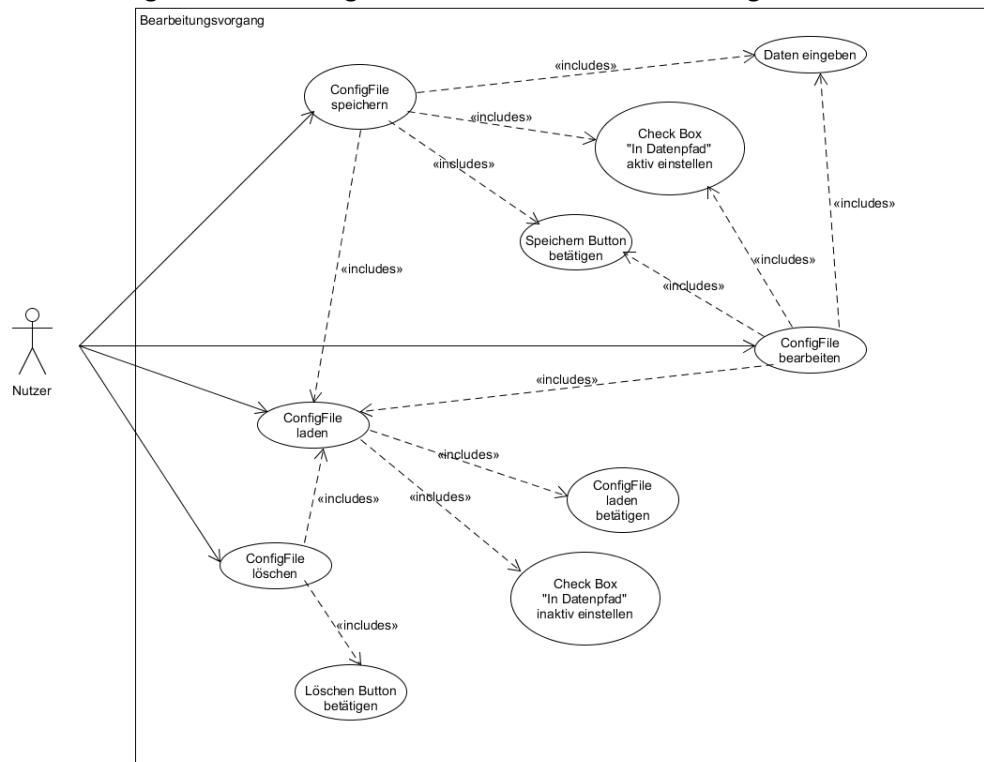 Bearbeitungsvorgang
Daten eingeben
«includes»
ConfigFile
speichern
«includes»
Check Box
"In Datenpfad"
aktiv einstellen
«includes»
«includes»
Speichern Button
betätigen
«includes»
«includes»
«includes»
ConfigFile
bearbeiten
Nutzer
«includes»
ConfigFile
laden
«includes»
ConfigFile
laden
betätigen
«includes»
«includes»
ConfigFile
löschen
Check Box
"In Datenpfad"
inaktiv einstellen
«includes»
Löschen Button
betätigen